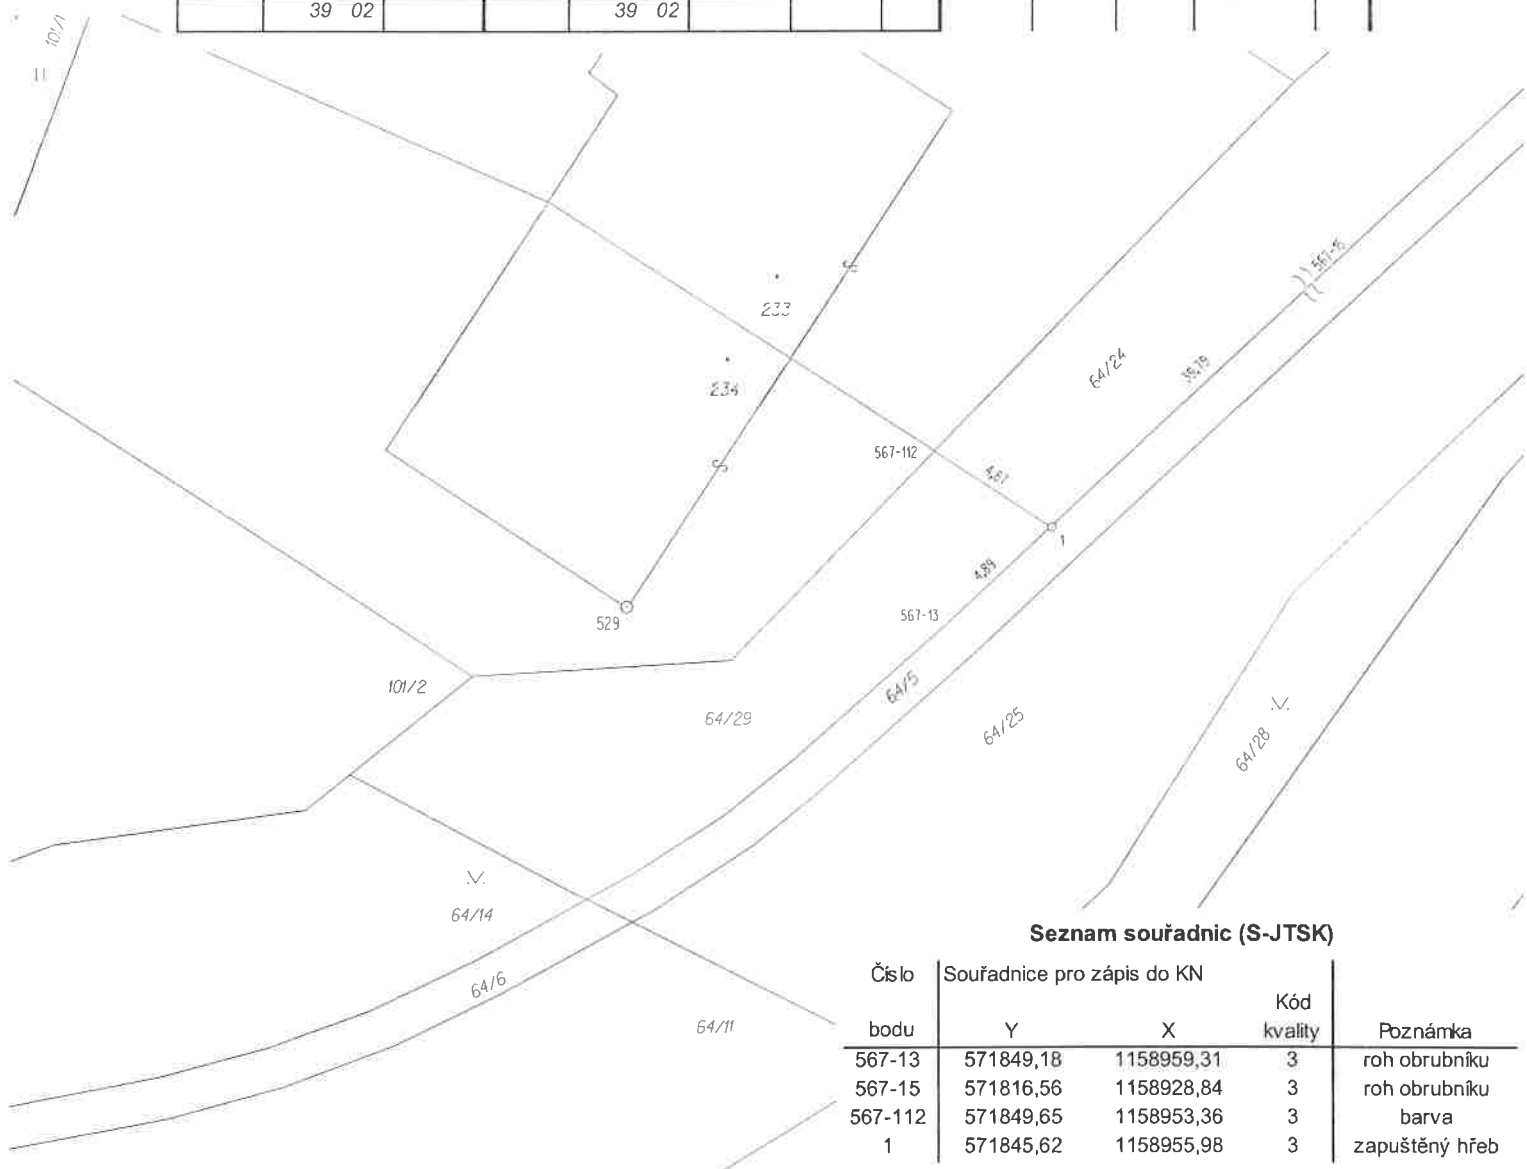 39 02 39 02
101/1
567-15
233
64/24
39,79
234
567-112
4,67
1
4,89
567-13
529
64/5
101/2
64/29
64/25
64/28
64/14
64/6
64/11
Seznam souřadnic (S-JTSK)
Číslo bodu Souřadnice pro zápis do KN Kód kvality Poznámka
Y X
567-13 571849,18 1158959,31 3 roh obrubníku
567-15 571816,56 1158928,84 3 roh obrubníku
567-112 571849,65 1158953,36 3 barva
1 571845,62 1158955,98 3 zapuštěný hřeb